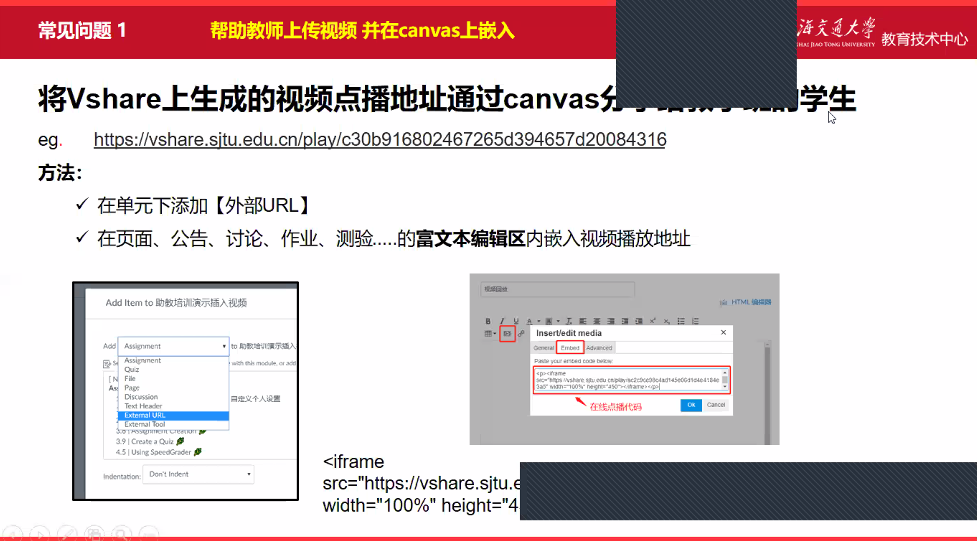 常见问题 1
帮助教师上传视频 并在canvas上嵌入
海交通大学
HAI JIAO TONG UNIVERSITY
教育技术中心
将Vshare上生成的视频点播地址通过canvas分 的学生
eg. https://vshare.sjtu.edu.cn/play/c30b916802467265d394657d20084316
方法:
✓ 在单元下添加【外部URL】
✓ 在页面、公告、讨论、作业、测验.....的富文本编辑区内嵌入视频播放地址
Add Item to 助教培训演示插入视频
Add Assignment to 助教培训演示插入
Assignment
Quiz
with this module, or add
File
Page
Discussion
自定义个人设置
Text Header
External URL
External Tool
3.8 | Assignment Creation
3.9 | Create a Quiz
4.5 | Using SpeedGrader
Indentation: Don't Indent
视频回放
HTML 编辑器
Insert/edit media
General Embed Advanced
Paste your embed code below:
<p><iframe
width="100%" height="450"></iframe></p>
在线点播代码
Ok Cancel
<iframe
src="https://vshare.sjtu.e
width="100%" height="4